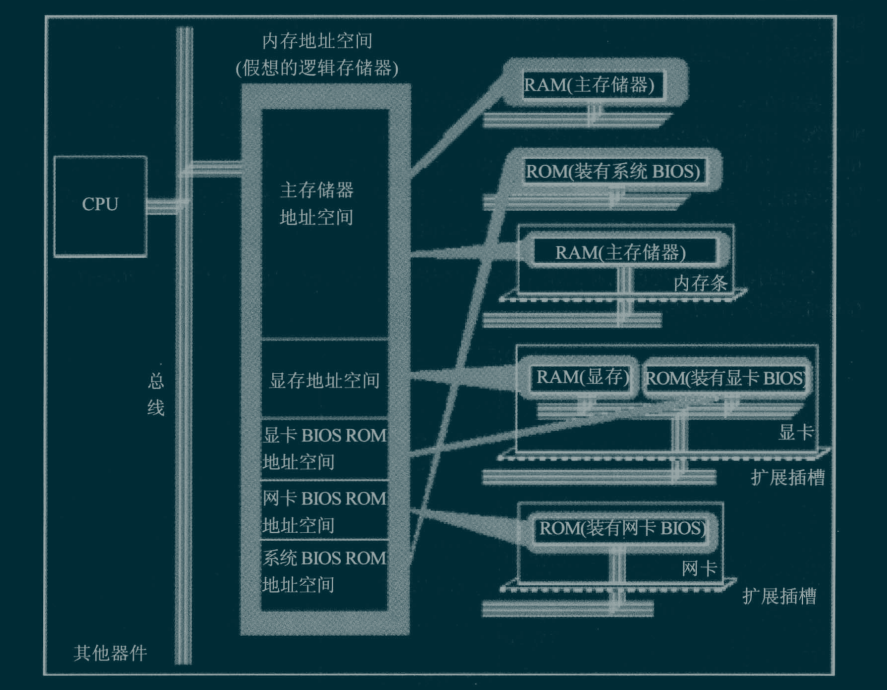 内存地址空间
(假想的逻辑存储器)
RAM(主存储器)
ROM(装有系统 BIOS)
CPU
主存储器
地址空间
RAM(主存储器)
内存条
总
线
显存地址空间
RAM(显存)
ROM(装有显卡 BIOS)
显卡
扩展插槽
显卡 BIOS ROM
地址空间
网卡 BIOS ROM
地址空间
ROM(装有网卡 BIOS)
网卡
扩展插槽
系统 BIOS ROM
地址空间
其他器件